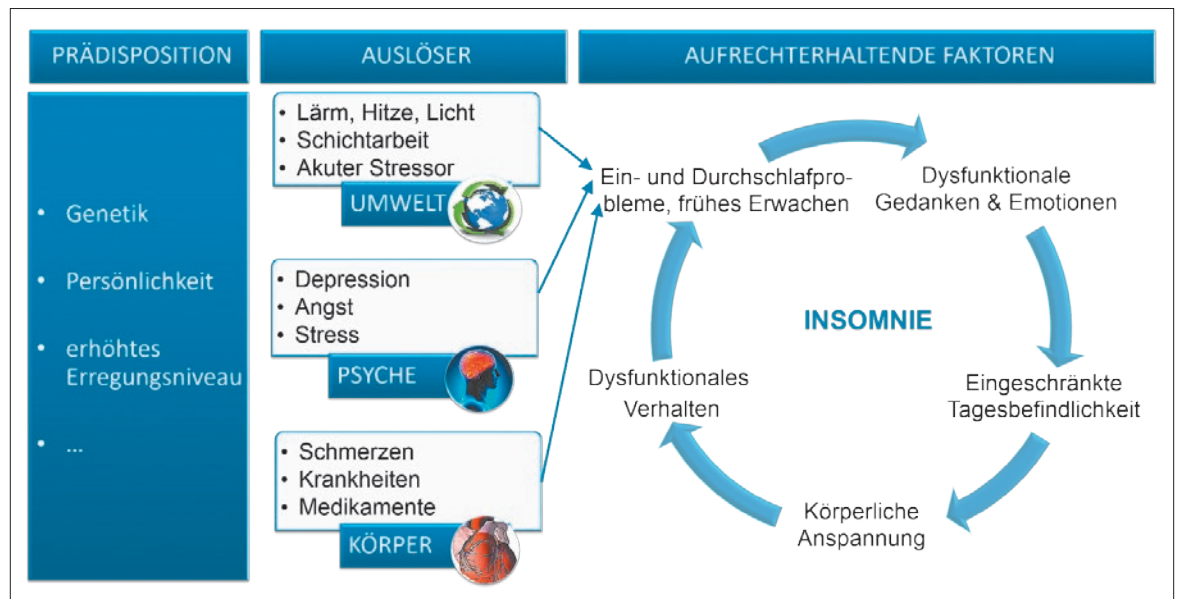 PRÄDISPOSITION
• Genetik
• Persönlichkeit
• erhöhtes
Erregungsniveau
• ...
AUSLÖSER
• Lärm, Hitze, Licht
• Schichtarbeit
• Akuter Stressor
UMWELT
• Depression
• Angst
• Stress
PSYCHE
• Schmerzen
• Krankheiten
• Medikamente
KÖRPER
AUFRECHTERHALTENDE FAKTOREN
Ein- und Durchschlafpro-
bleme, frühes Erwachen
Dysfunktionale
Gedanken & Emotionen
Eingeschränkte
Tagesbefindlichkeit
Körperliche
Anspannung
Dysfunktionales
Verhalten
INSOMNIE